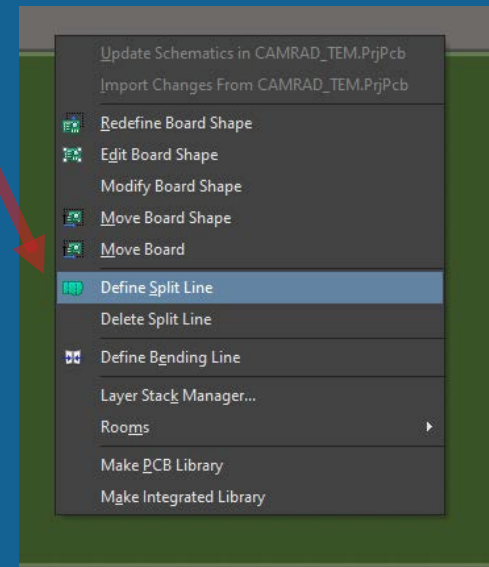 Update Schematics in CAMRAD_TEM.PrjPcb
Import Changes From CAMRAD_TEM.PrjPcb
Redefine Board Shape
Edit Board Shape
Modify Board Shape
Move Board Shape
Move Board
Define Split Line
Delete Split Line
Define Bending Line
Layer Stack Manager...
Rooms
Make PCB Library
Make Integrated Library